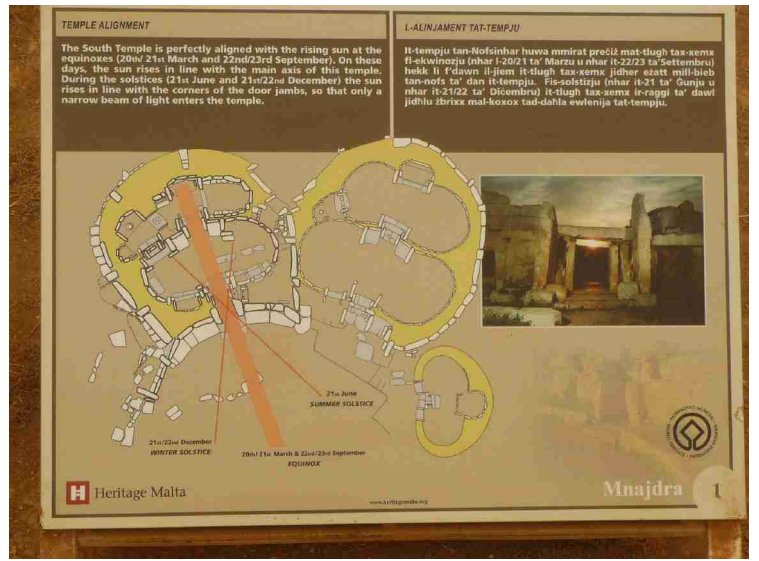 TEMPLE ALIGNMENT
The South Temple is perfectly aligned with the rising sun at the
equinoxes (20th/ 21st March and 22nd/23rd September). On these
days, the sun rises in line with the main axis of this temple.
During the solstices (21st June and 21st/22nd December) the sun
rises in line with the corners of the door jambs, so that only a
narrow beam of light enters the temple.
L-ALINJAMENT TAT-TEMPJU
It-tempju tan-Nofsinhar huwa mmirat preċiż mat-tlugħ tax-xemx
fl-ekwinozju (nhar l-20/21 ta' Marzu u nhar it-22/23 ta'Settembru)
hekk li f'dawn il-jiem it-tlugħ tax-xemx jidher eżatt mill-bieb
tan-nofs ta' dan it-tempju. Fis-solstizju (nhar it-21 ta' Ġunju u
nhar it-21/22 ta' Diċembru) it-tlugħ tax-xemx ir-raġġi ta' dawl
jidħlu żbrixx mal-koxox tad-daħla ewlenija tat-tempju.
21st June
SUMMER SOLSTICE
21st/22nd December
WINTER SOLSTICE
20th/ 21st March & 22nd/23rd September
EQUINOX
Heritage Malta
www.heritagemalta.org
Mnajdra 1